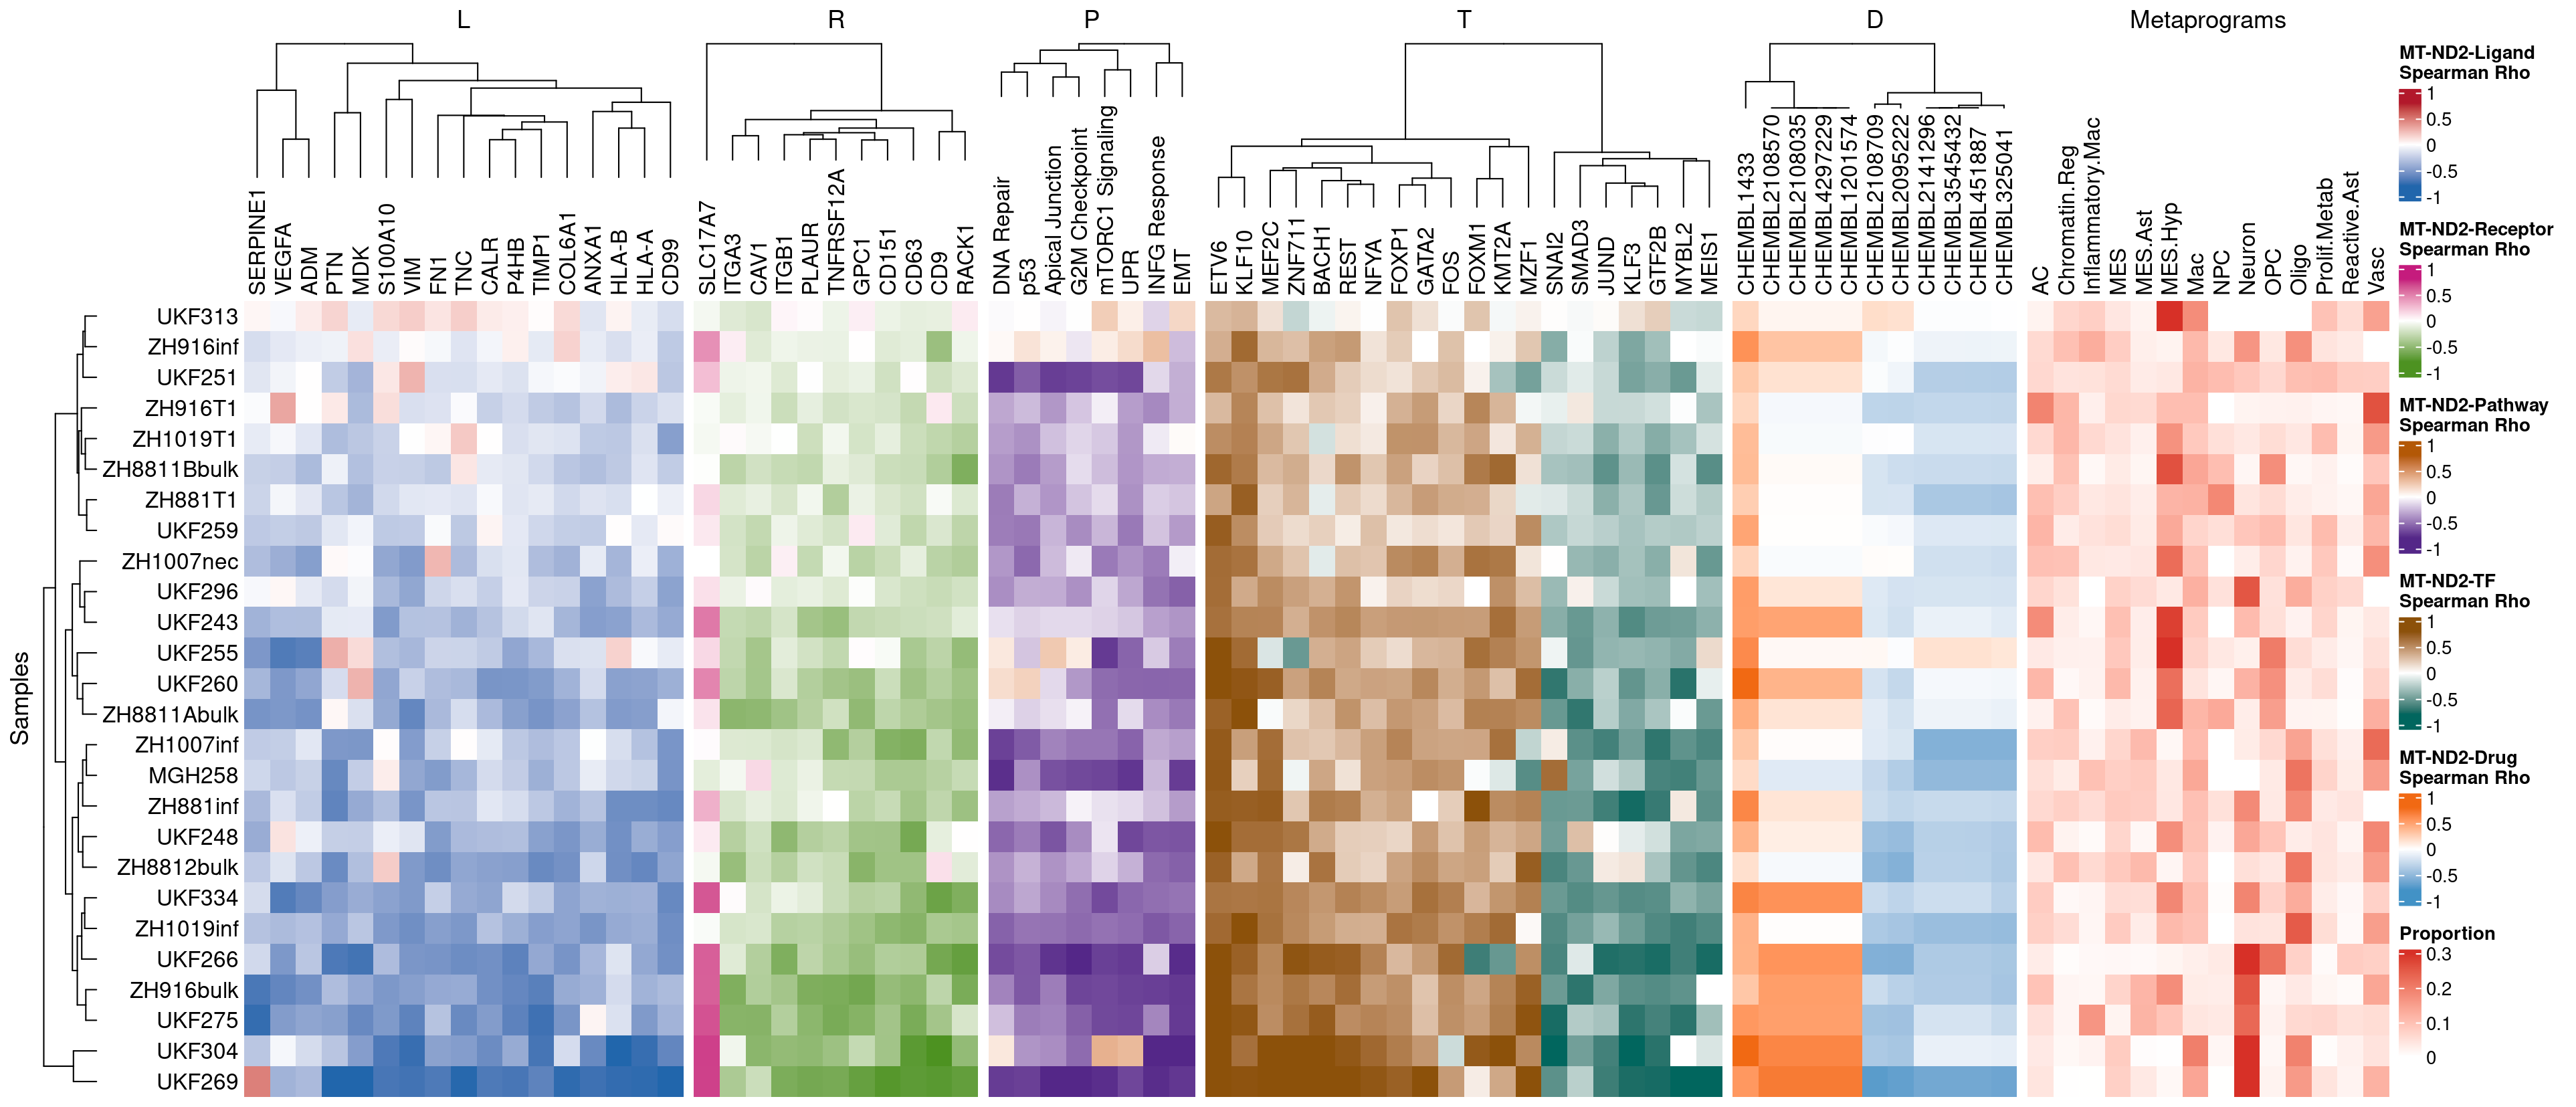 L R P T D Metaprograms
SERPINE1
VEGFA
ADM
PTN
MDK
S100A10
VIM
FN1
TNC
CALR
P4HB
TIMP1
COL6A1
ANXA1
HLA-B
HLA-A
CD99
SLC17A7
ITGA3
CAV1
ITGB1
PLAUR
TNFRSF12A
GPC1
CD151
CD63
CD9
RACK1
DNA Repair
p53
Apical Junction
G2M Checkpoint
mTORC1 Signaling
UPR
INFG Response
EMT
ETV6
KLF10
MEF2C
ZNF711
BACH1
REST
NFYA
FOXP1
GATA2
FOS
FOXM1
KMT2A
MZF1
SNAI2
SMAD3
JUND
KLF3
GTF2B
MYBL2
MEIS1
CHEMBL1433
CHEMBL2108570
CHEMBL2108035
CHEMBL4297229
CHEMBL1201574
CHEMBL2108709
CHEMBL2095222
CHEMBL2141296
CHEMBL3545432
CHEMBL451887
CHEMBL325041
AC
Chromatin.Reg
Inflammatory.Mac
MES
MES.Ast
MES.Hyp
Mac
NPC
Neuron
OPC
Oligo
Prolif.Metab
Reactive.Ast
Vasc
Samples
UKF313
ZH916inf
UKF251
ZH916T1
ZH1019T1
ZH8811Bbulk
ZH881T1
UKF259
ZH1007nec
UKF296
UKF243
UKF255
UKF260
ZH8811Abulk
ZH1007inf
MGH258
ZH881inf
UKF248
ZH8812bulk
UKF334
ZH1019inf
UKF266
ZH916bulk
UKF275
UKF304
UKF269
MT-ND2-Ligand
Spearman Rho
1
0.5
0
-0.5
-1
MT-ND2-Receptor
Spearman Rho
1
0.5
0
-0.5
-1
MT-ND2-Pathway
Spearman Rho
1
0.5
0
-0.5
-1
MT-ND2-TF
Spearman Rho
1
0.5
0
-0.5
-1
MT-ND2-Drug
Spearman Rho
1
0.5
0
-0.5
-1
Proportion
0.3
0.2
0.1
0